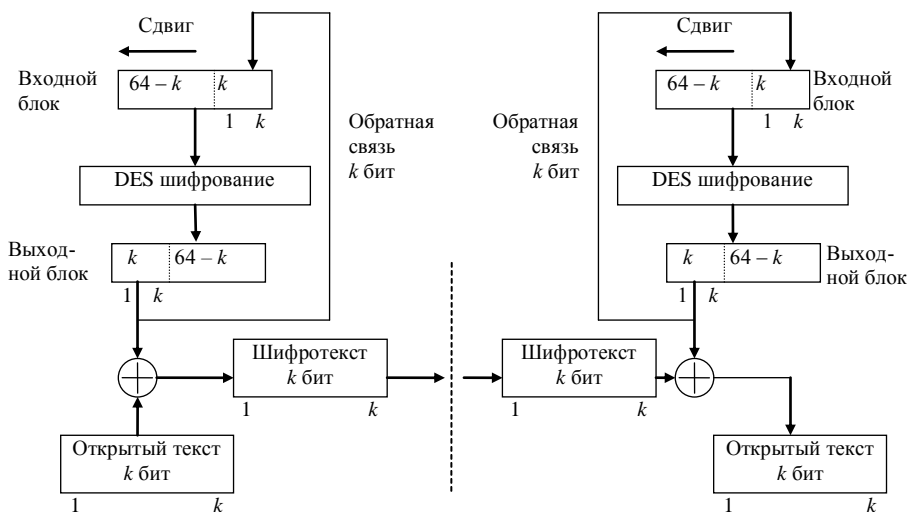 Сдвиг
Входной
блок
64 – k
k
1 k
DES шифрование
Обратная
связь
k бит
Выход-
ной блок
k
64 – k
1 k
Шифротекст
k бит
1 k
Открытый текст
k бит
1 k
Сдвиг
64 – k
k
Входной
блок
1 k
Обратная
связь
k бит
DES шифрование
k
64 – k
Выход-
ной блок
1 k
Шифротекст
k бит
1 k
Открытый текст
k бит
1 k